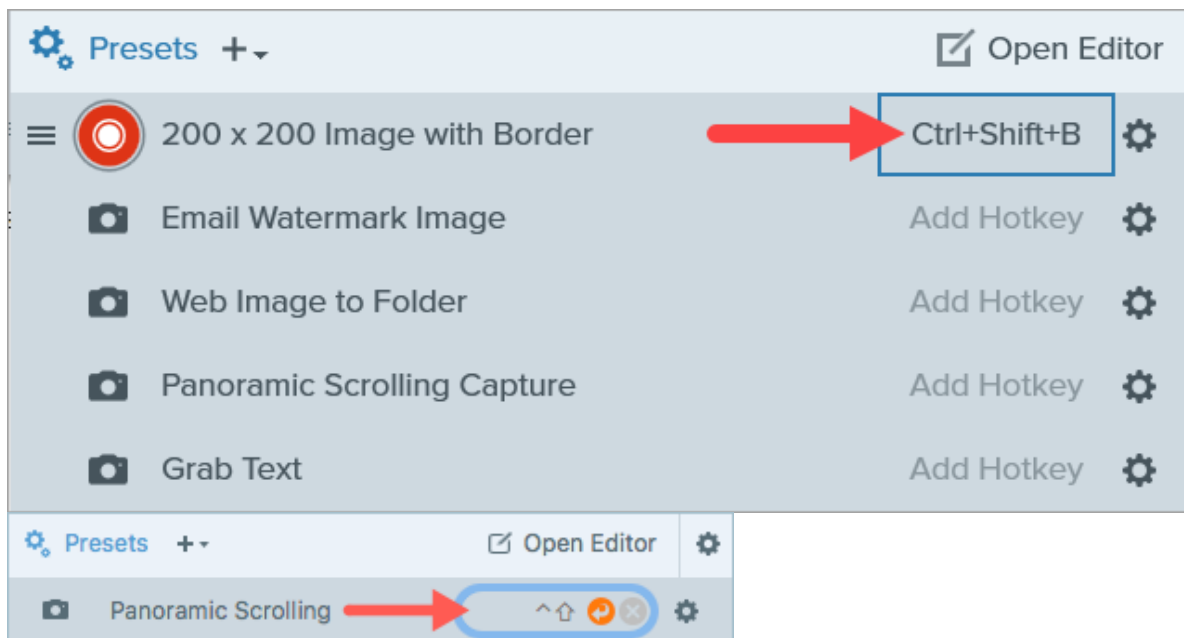 Presets + Open Editor
200 x 200 Image with Border Ctrl+Shift+B
Email Watermark Image Add Hotkey
Web Image to Folder Add Hotkey
Panoramic Scrolling Capture Add Hotkey
Grab Text Add Hotkey
Presets + Open Editor
Panoramic Scrolling ^⇧